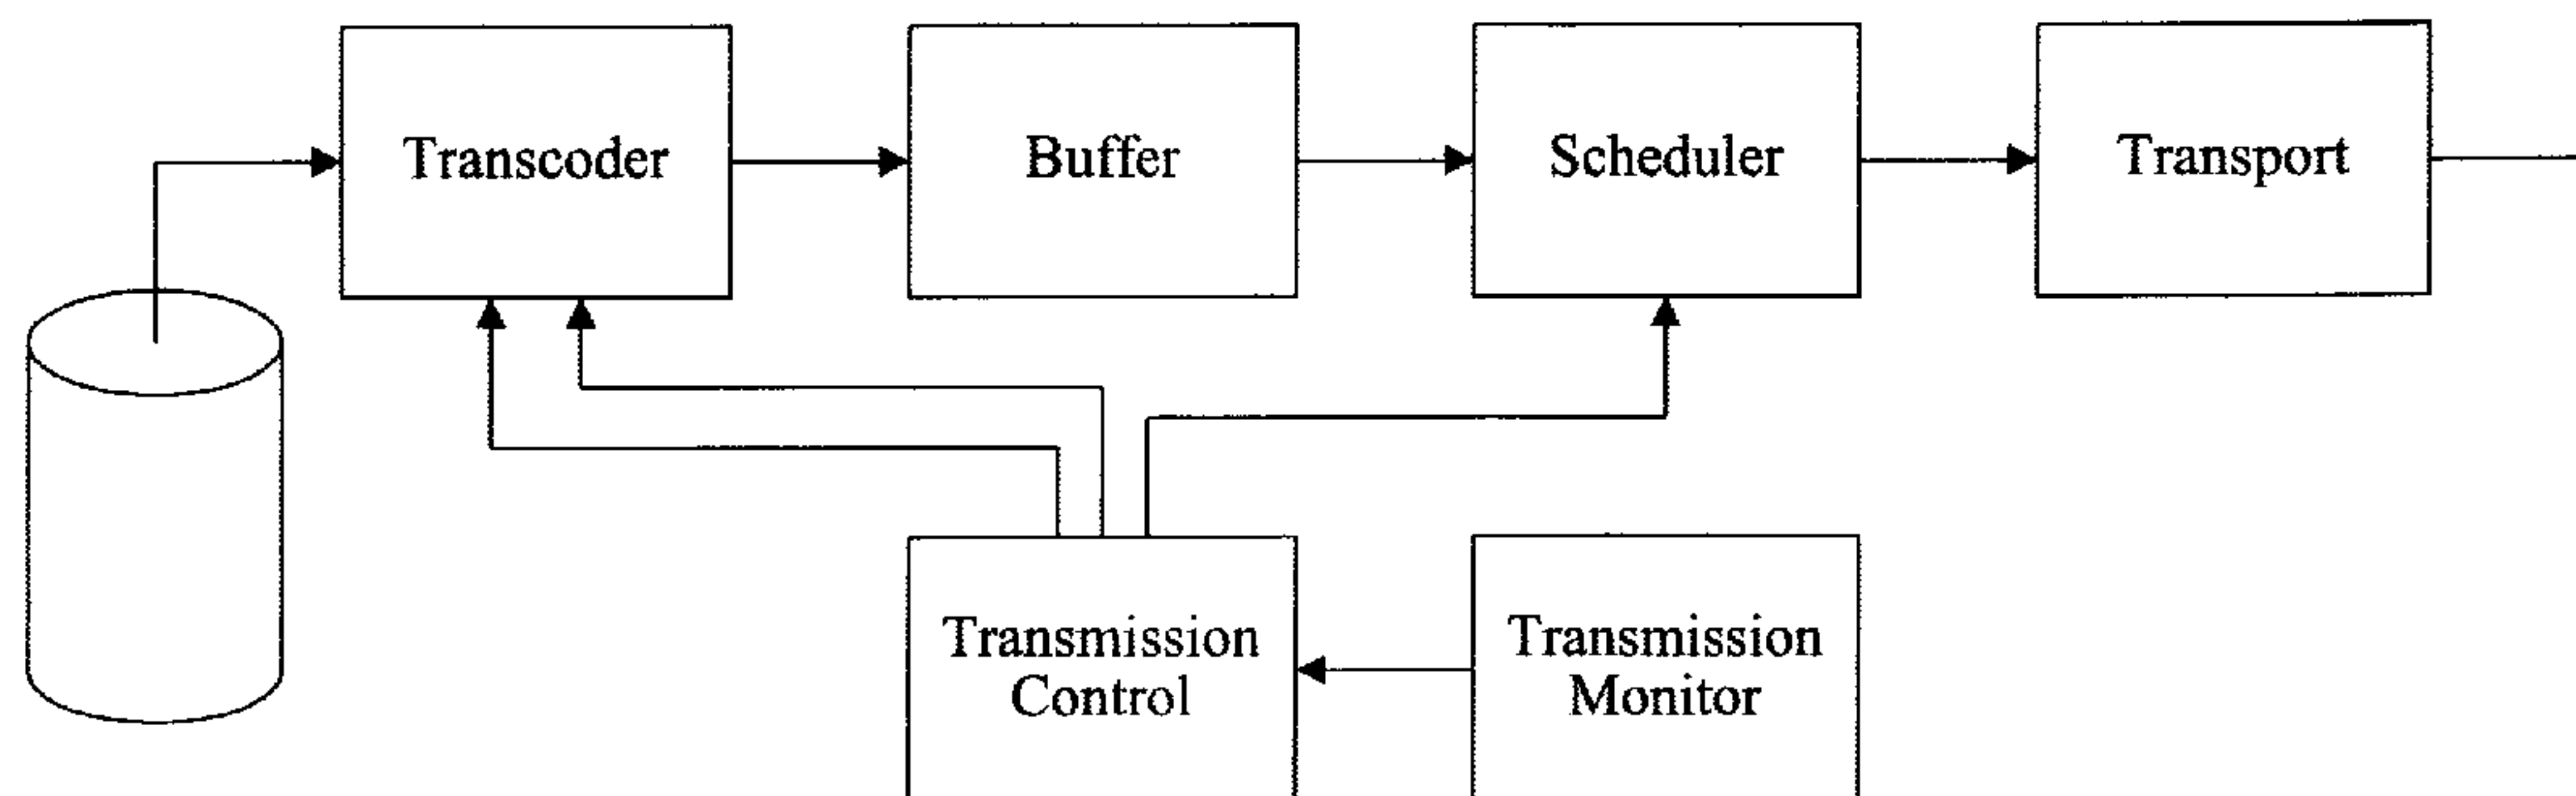 Transcoder
Buffer
Scheduler
Transport
Transmission
Control
Transmission
Monitor